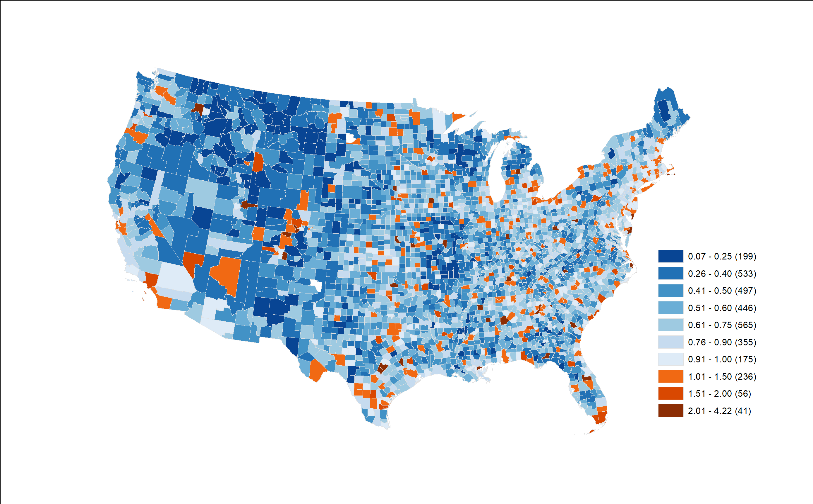 0.07 - 0.25 (199)
0.26 - 0.40 (533)
0.41 - 0.50 (497)
0.51 - 0.60 (446)
0.61 - 0.75 (565)
0.76 - 0.90 (355)
0.91 - 1.00 (175)
1.01 - 1.50 (236)
1.51 - 2.00 (56)
2.01 - 4.22 (41)